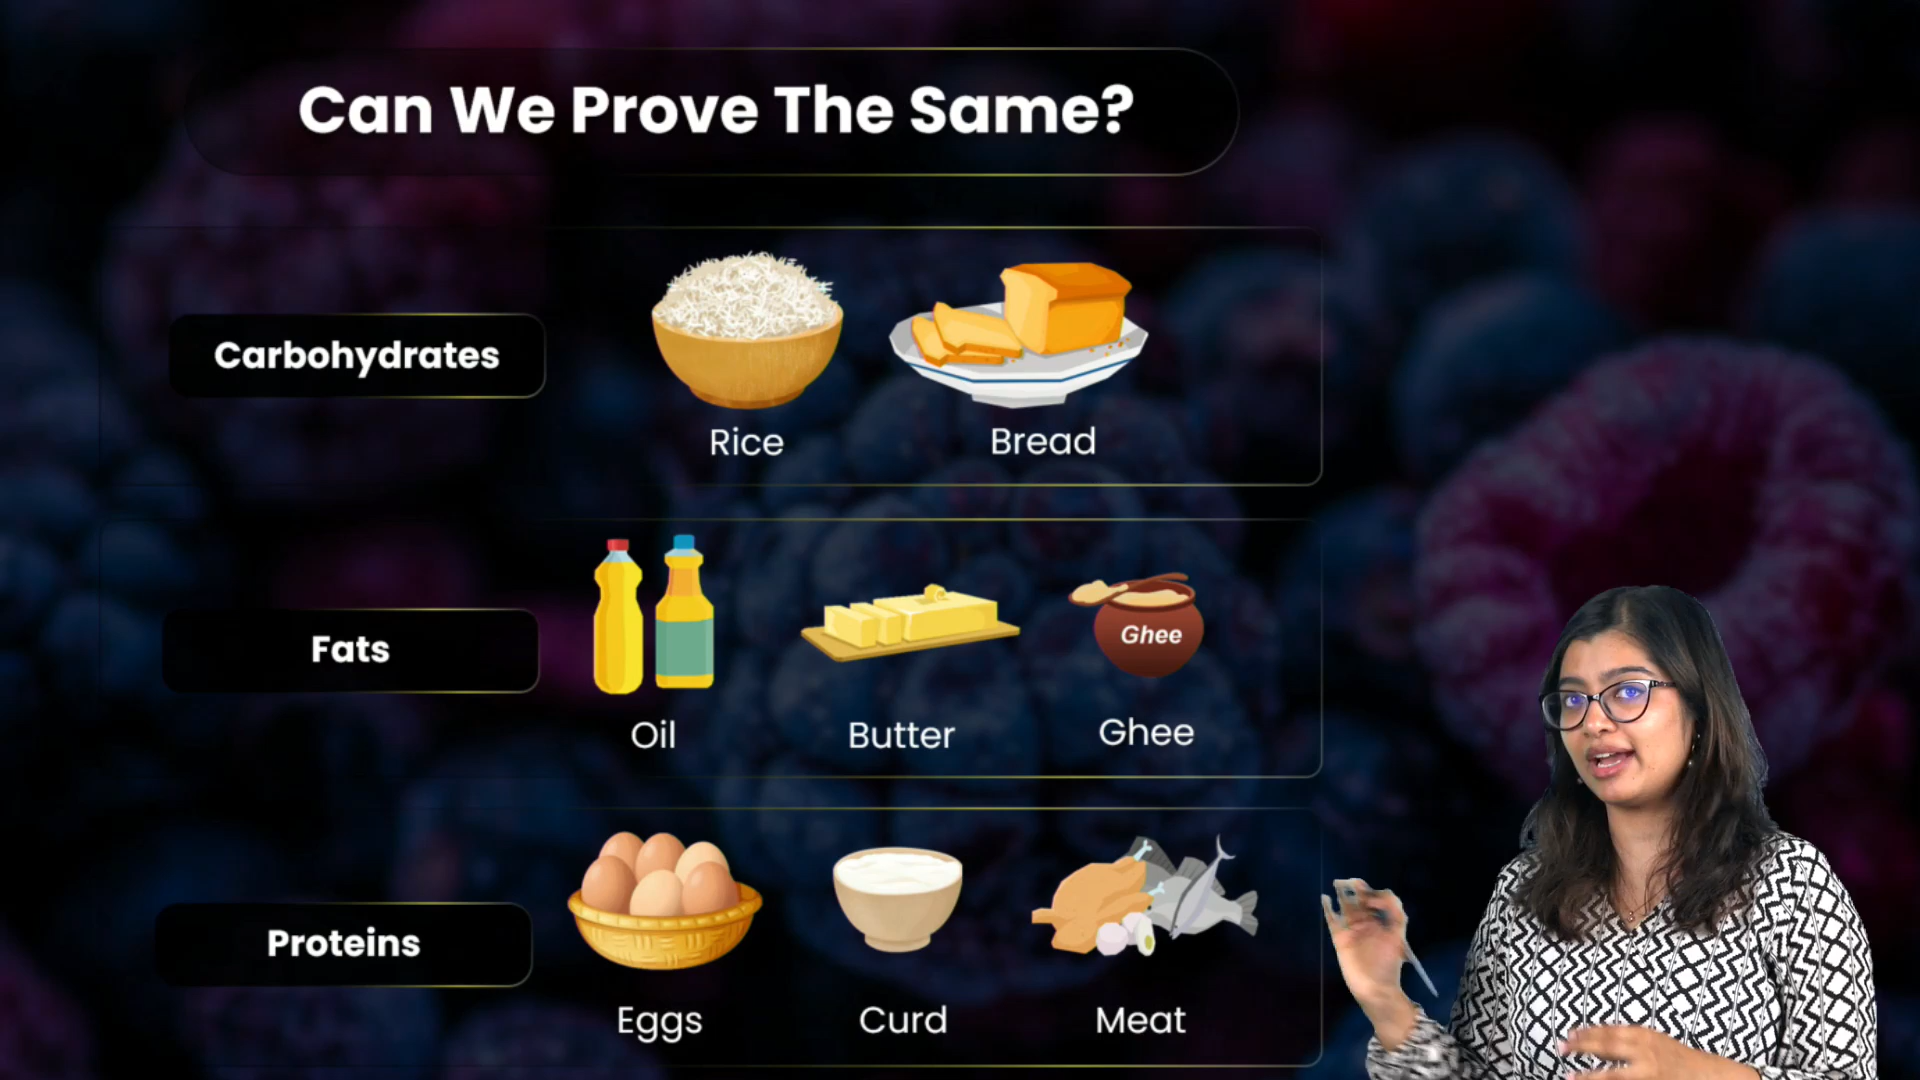 Can We Prove The Same?
Carbohydrates
Rice
Bread
Fats
Ghee
Oil
Butter
Ghee
Proteins
Eggs
Curd
Meat